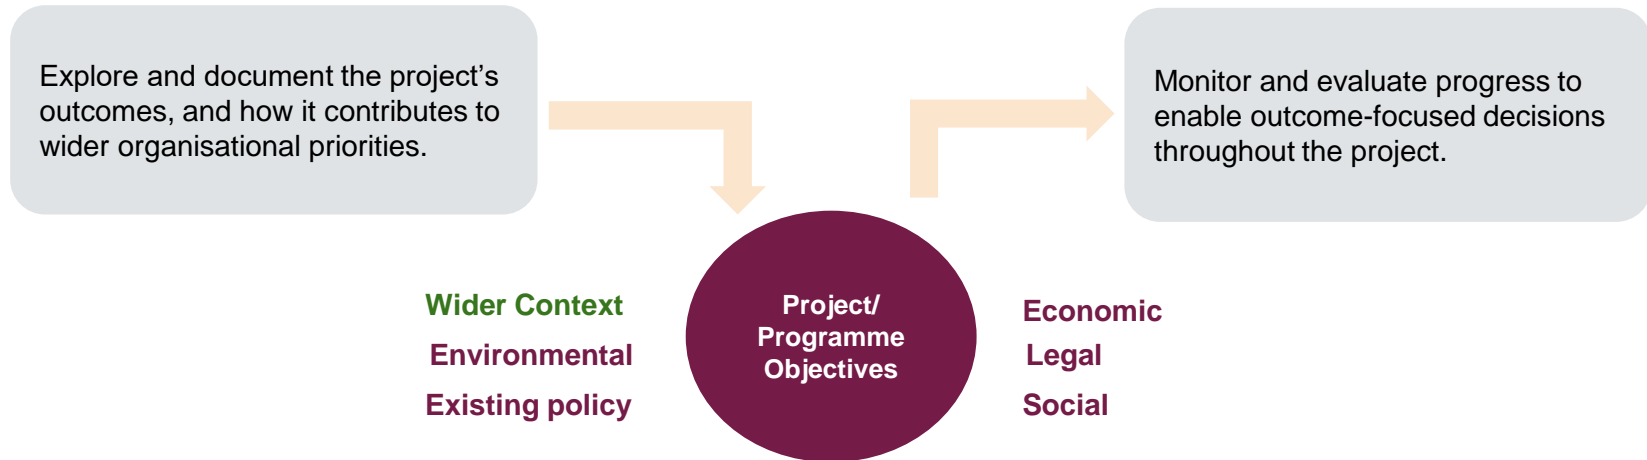 Explore and document the project’s
outcomes, and how it contributes to
wider organisational priorities.
Monitor and evaluate progress to
enable outcome-focused decisions
throughout the project.
Wider Context
Environmental
Existing policy
Project/
Programme
Objectives
Economic
Legal
Social